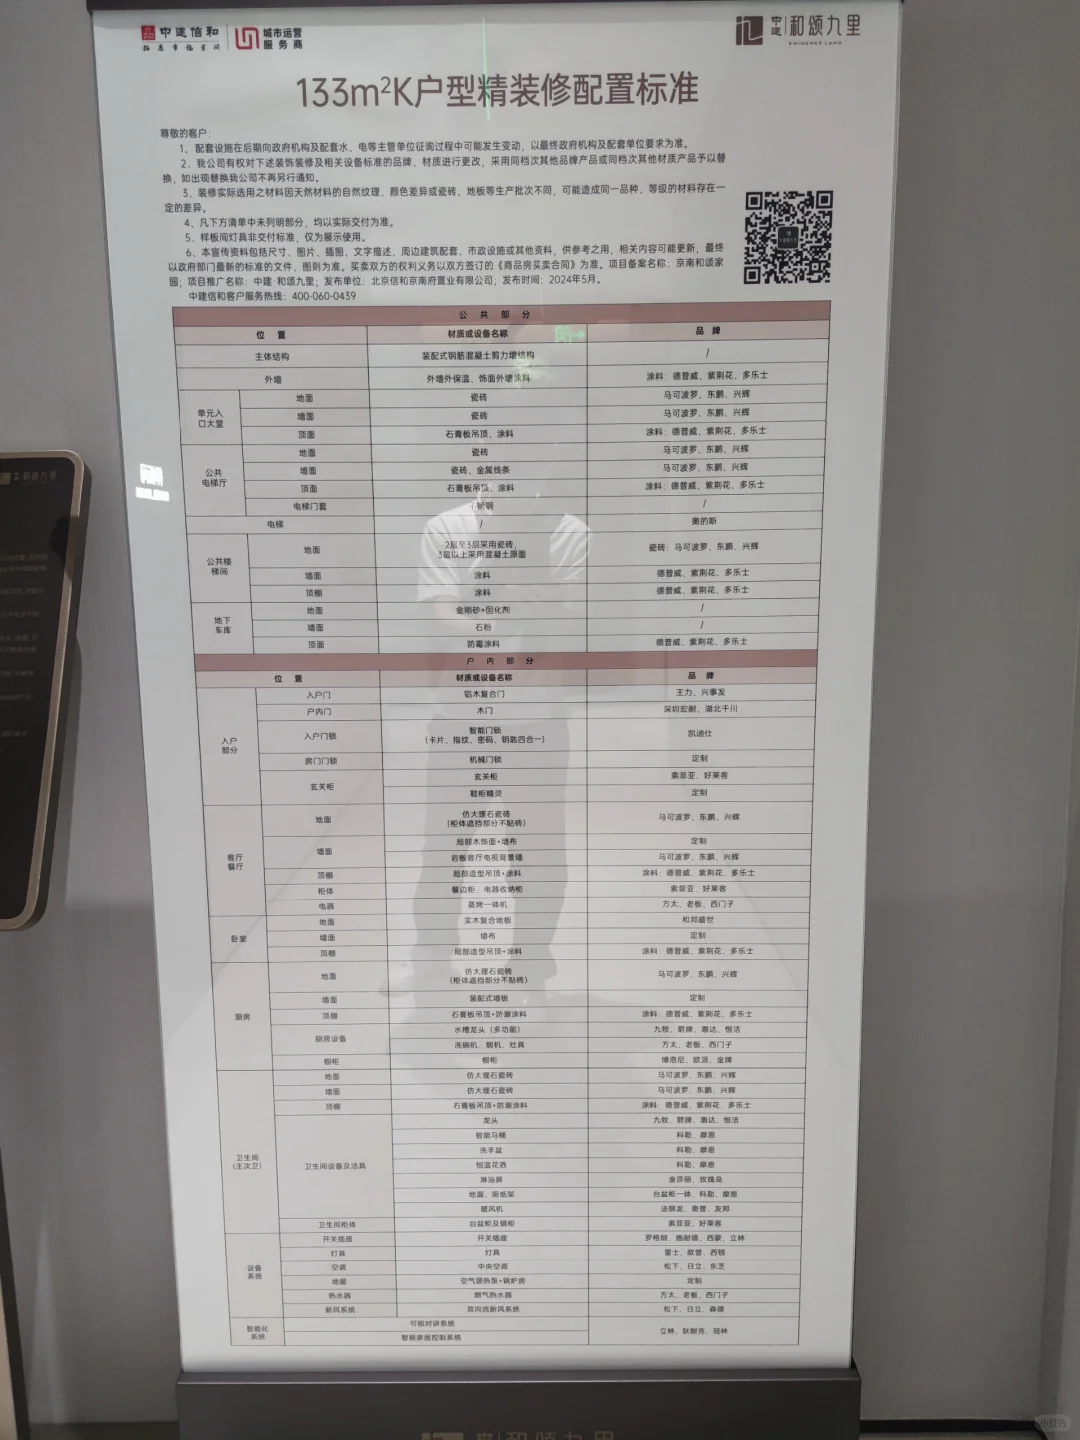 中建信和
拓展幸福空间
城市运营
服务商
中建 和颂九里
EMINENCE LAND
133m²K户型精装修配置标准
尊敬的客户：
1、配套设施在后期向政府机构及配套水、电等主管单位征询过程中可能发生变动，以最终政府机构及配套单位要求为准。
2、我公司有权对下述装饰装修及相关设备标准的品牌、材质进行更改，采用同档次其他品牌产品或同档次其他材质产品予以替
换，如出现替换我公司不再另行通知。
3、装修实际选用之材料因天然材料的自然纹理、颜色差异或瓷砖、地板等生产批次不同，可能造成同一品种、等级的材料存在一
定的差异。
4、凡下方清单中未列明部分，均以实际交付为准。
5、样板间灯具非交付标准，仅为展示使用。
6、本宣传资料包括尺寸、图片、插图、文字描述、周边建筑配套、市政设施或其他资料，供参考之用，相关内容可能更新，最终
以政府部门最新的标准的文件、图则为准。买卖双方的权利义务以双方签订的《商品房买卖合同》为准。项目备案名称：京南和颂家
园；项目推广名称：中建·和颂九里；发布单位：北京信和京南府置业有限公司；发布时间：2024年5月。
中建信和客户服务热线：400-060-0439
公共部分
位置 材质或设备名称 品牌
主体结构 装配式钢筋混凝土剪力墙结构 /
外墙 外墙外保温、饰面外墙涂料 涂料：德普威、紫荆花、多乐士
单元入口大堂 地面 瓷砖 马可波罗、东鹏、兴辉
墙面 瓷砖 马可波罗、东鹏、兴辉
顶面 石膏板吊顶、涂料 涂料：德普威、紫荆花、多乐士
公共电梯厅 地面 瓷砖 马可波罗、东鹏、兴辉
墙面 瓷砖、金属线条 马可波罗、东鹏、兴辉
顶面 石膏板吊顶、涂料 涂料：德普威、紫荆花、多乐士
电梯门套 不锈钢 /
电梯 / 奥的斯
公共楼梯间 地面 2层至3层采用瓷砖，
3层以上采用混凝土原面 瓷砖：马可波罗、东鹏、兴辉
墙面 涂料 德普威、紫荆花、多乐士
顶棚 涂料 德普威、紫荆花、多乐士
地下车库 地面 金刚砂+固化剂 /
墙面 石粉 /
顶面 防霉涂料 德普威、紫荆花、多乐士
户内部分
位置 材质或设备名称 品牌
入户部分 入户门 铝木复合门 王力、兴事发
户内门 木门 深圳宏耐、湖北千川
入户门锁 智能门锁
（卡片、指纹、密码、钥匙四合一） 凯迪仕
房门门锁 机械门锁 定制
玄关柜 玄关柜 索菲亚、好莱客
鞋柜精灵 定制
客厅餐厅 地面 仿大理石瓷砖
（柜体遮挡部分不贴砖） 马可波罗、东鹏、兴辉
墙面 局部木饰面+墙布 定制
岩板客厅电视背景墙 马可波罗、东鹏、兴辉
顶棚 局部造型吊顶+涂料 涂料：德普威、紫荆花、多乐士
柜体 餐边柜、电器收纳柜 索菲亚、好莱客
电器 蒸烤一体机 方太、老板、西门子
卧室 地面 实木复合地板 和邦盛世
墙面 墙布 定制
顶棚 局部造型吊顶+涂料 涂料：德普威、紫荆花、多乐士
厨房 地面 仿大理石瓷砖
（柜体遮挡部分不贴砖） 马可波罗、东鹏、兴辉
墙面 装配式墙板 定制
顶棚 石膏板吊顶+防潮涂料 涂料：德普威、紫荆花、多乐士
厨房设备 水槽龙头（多功能） 九牧、箭牌、惠达、恒洁
洗碗机、烟机、灶具 方太、老板、西门子
橱柜 橱柜 博洛尼、欧派、金牌
卫生间（主次卫） 地面 仿大理石瓷砖 马可波罗、东鹏、兴辉
墙面 仿大理石瓷砖 马可波罗、东鹏、兴辉
顶棚 石膏板吊顶+防潮涂料 涂料：德普威、紫荆花、多乐士
卫生间设备及洁具 龙头 九牧、箭牌、惠达、恒洁
智能马桶 科勒、摩恩
洗手盆 科勒、摩恩
恒温花洒 科勒、摩恩
淋浴屏 金莎丽、玫瑰岛
地漏、厕纸架 台盆柜一体、科勒、摩恩
暖风机 法狮龙、奥普、友邦
卫生间柜体 台盆柜及镜柜 索菲亚、好莱客
设备系统 开关插座 开关插座 罗格朗、施耐德、西蒙、立林
灯具 灯具 雷士、欧普、西顿
空调 中央空调 松下、日立、东芝
地暖 空气源热泵+锅炉房 定制
热水器 燃气热水器 方太、老板、西门子
新风系统 双向流新风系统 松下、日立、森德
智能化系统 可视对讲系统 立林、狄耐克、冠林
智能家居控制系统
和颂九里
小红书